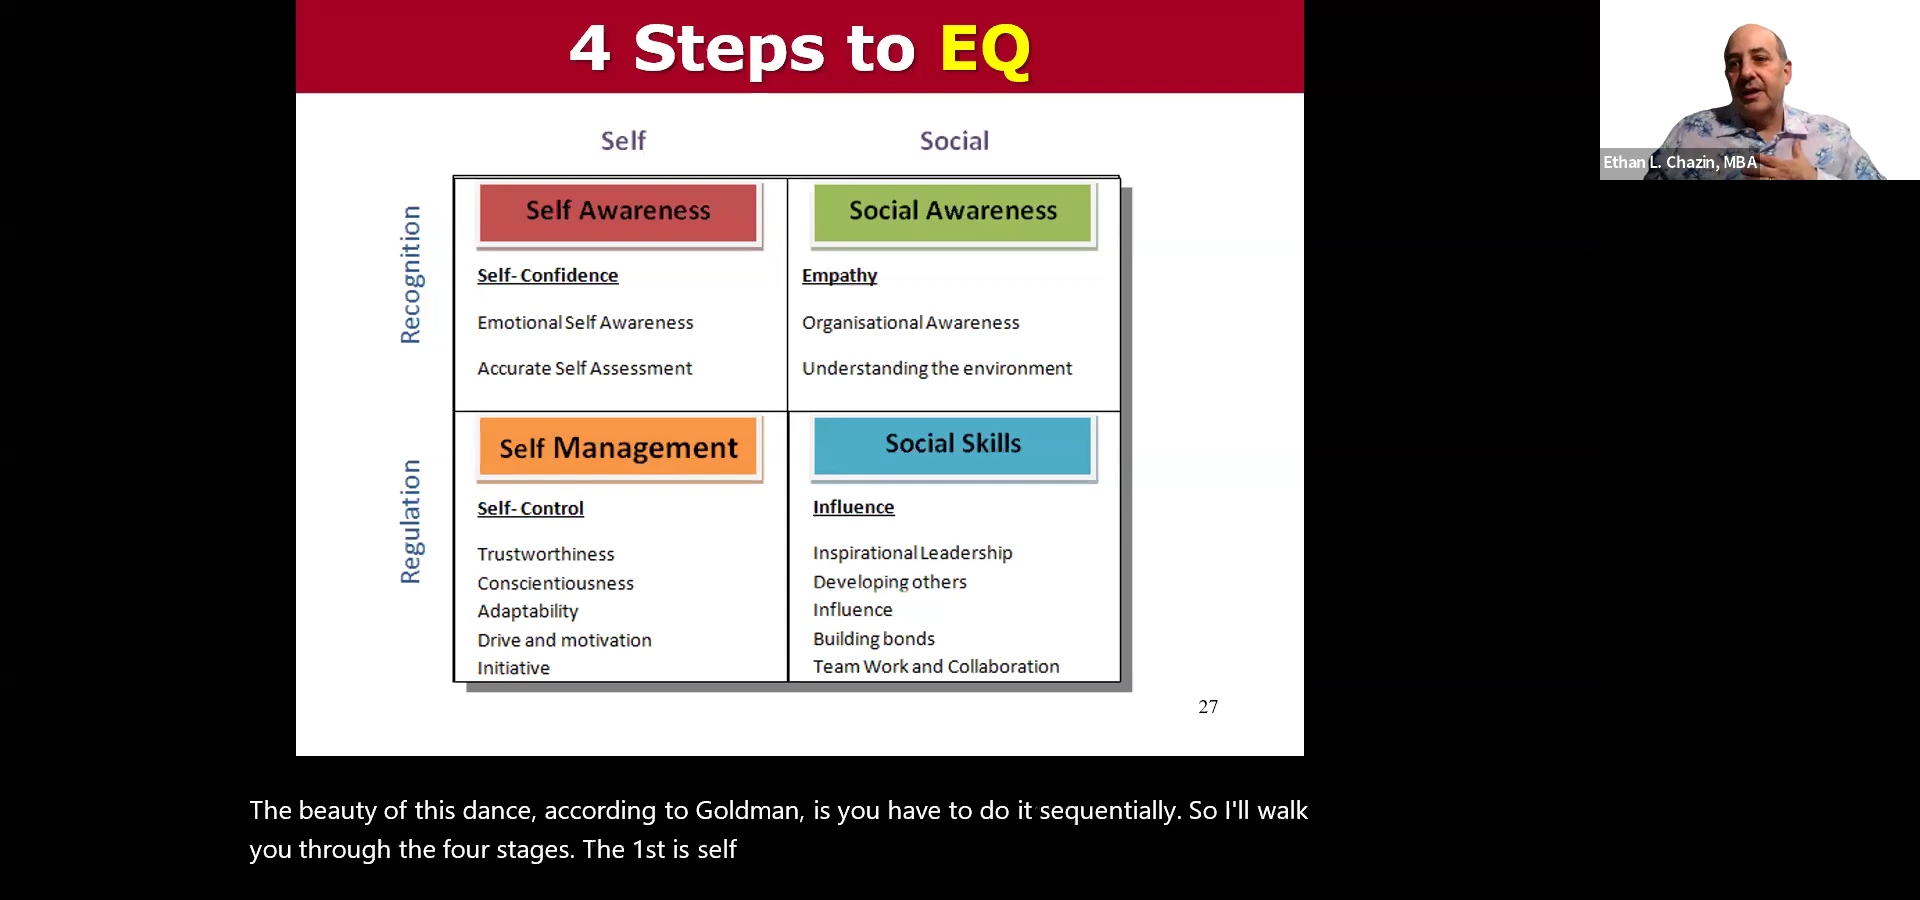 4 Steps to EQ
Self
Social
Recognition
Self Awareness
Self- Confidence
Emotional Self Awareness
Accurate Self Assessment
Social Awareness
Empathy
Organisational Awareness
Understanding the environment
Regulation
Self Management
Self- Control
Trustworthiness
Conscientiousness
Adaptability
Drive and motivation
Initiative
Social Skills
Influence
Inspirational Leadership
Developing others
Influence
Building bonds
Team Work and Collaboration
27
Ethan L. Chazin, MBA
The beauty of this dance, according to Goldman, is you have to do it sequentially. So I'll walk
you through the four stages. The 1st is self